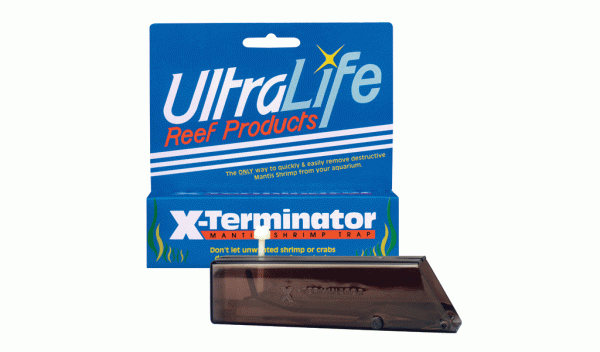 UltraLife
Reef Products
The ONLY way to quickly & easily remove destructive
Mantis Shrimp from your aquarium.
X-Terminator
MANTIS SHRIMP TRAP
Don't let unwanted shrimp or crabs
X-TERMINATOR